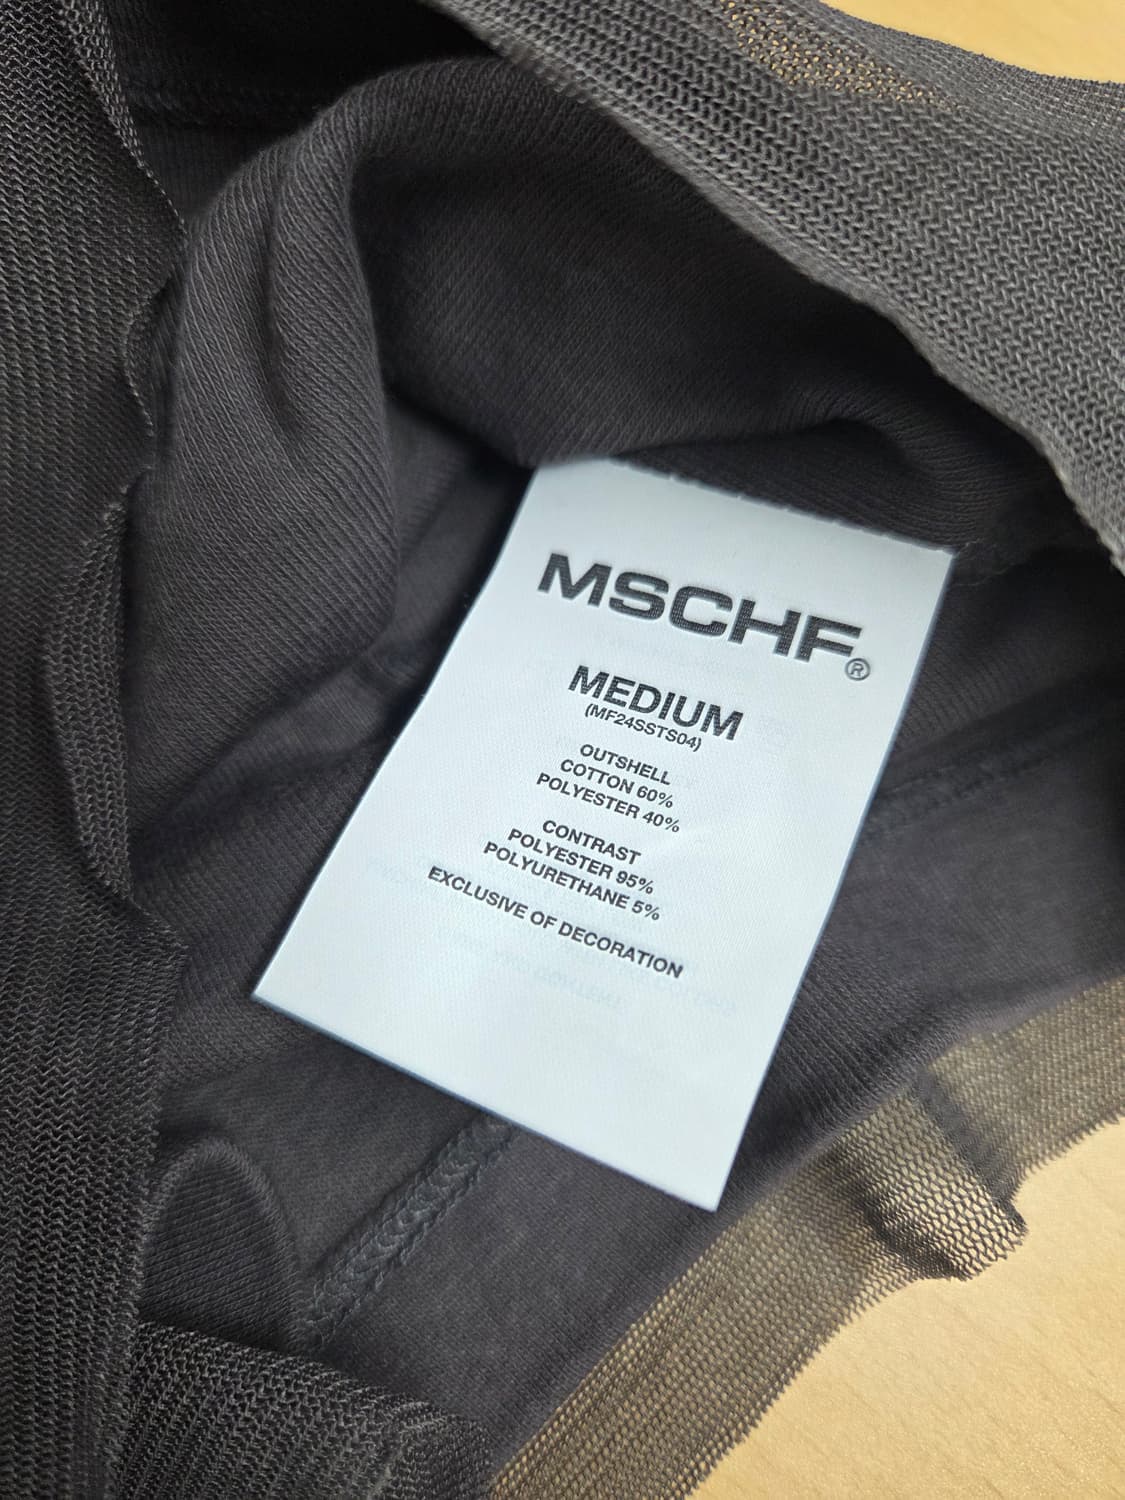 MSCHF®
MEDIUM
(MF24SSTS04)
OUTSHELL
COTTON 60%
POLYESTER 40%
CONTRAST
POLYESTER 95%
POLYURETHANE 5%
EXCLUSIVE OF DECORATION